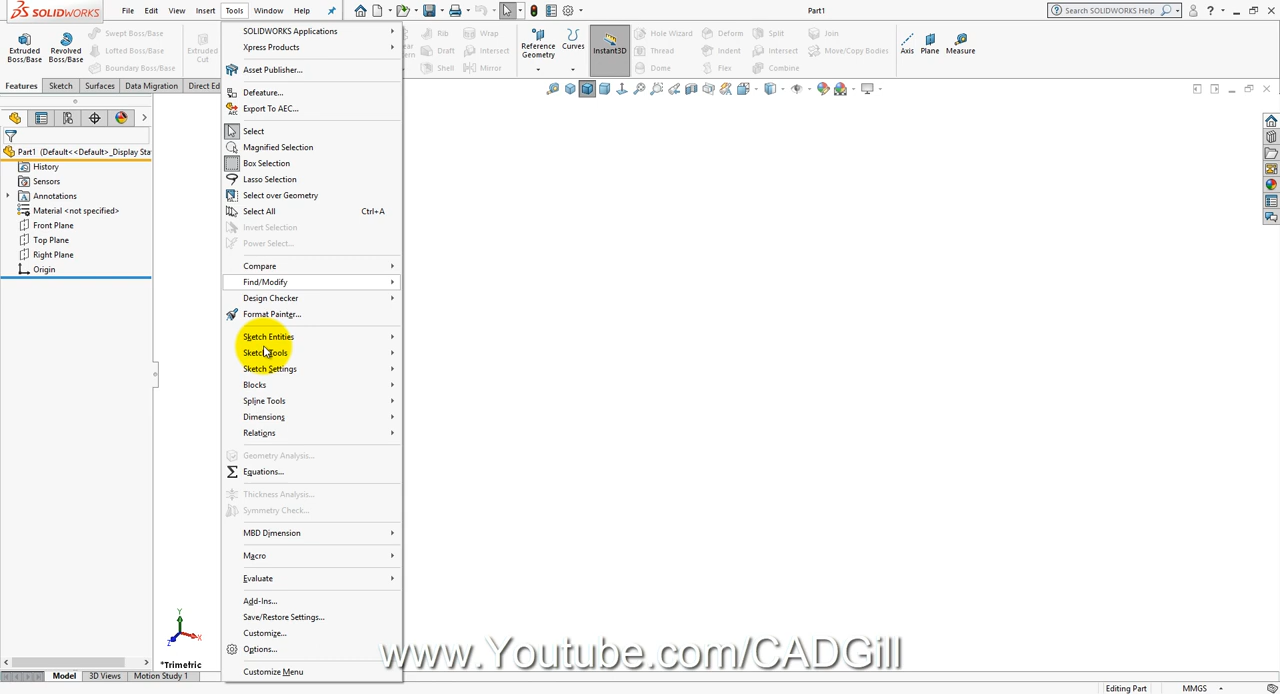 SOLIDWORKS File Edit View Insert Tools Window Help Part1 Search SOLIDWORKS Help
Extruded Boss/Base
Revolved Boss/Base
Swept Boss/Base
Lofted Boss/Base
Boundary Boss/Base
Extruded Cut
Rib
Draft
Shell
Wrap
Intersect
Mirror
Reference Geometry
Curves
Instant3D
Hole Wizard
Thread
Dome
Deform
Indent
Flex
Split
Intersect
Combine
Join
Move/Copy Bodies
Axis
Plane
Measure
Features Sketch Surfaces Data Migration Direct Ed
Part1 (Default<<Default>_Display Sta
History
Sensors
Annotations
Material <not specified>
Front Plane
Top Plane
Right Plane
Origin
SOLIDWORKS Applications
Xpress Products
Asset Publisher...
Defeature...
Export To AEC...
Select
Magnified Selection
Box Selection
Lasso Selection
Select over Geometry
Select All Ctrl+A
Invert Selection
Power Select...
Compare
Find/Modify
Design Checker
Format Painter...
Sketch Entities
Sketch Tools
Sketch Settings
Blocks
Spline Tools
Dimensions
Relations
Geometry Analysis...
Equations...
Thickness Analysis...
Symmetry Check...
MBD Dimension
Macro
Evaluate
Add-Ins...
Save/Restore Settings...
Customize...
Options...
Customize Menu
Y
X
Z
*Trimetric
www.Youtube.com/CADGill
Model 3D Views Motion Study 1
Editing Part MMGS